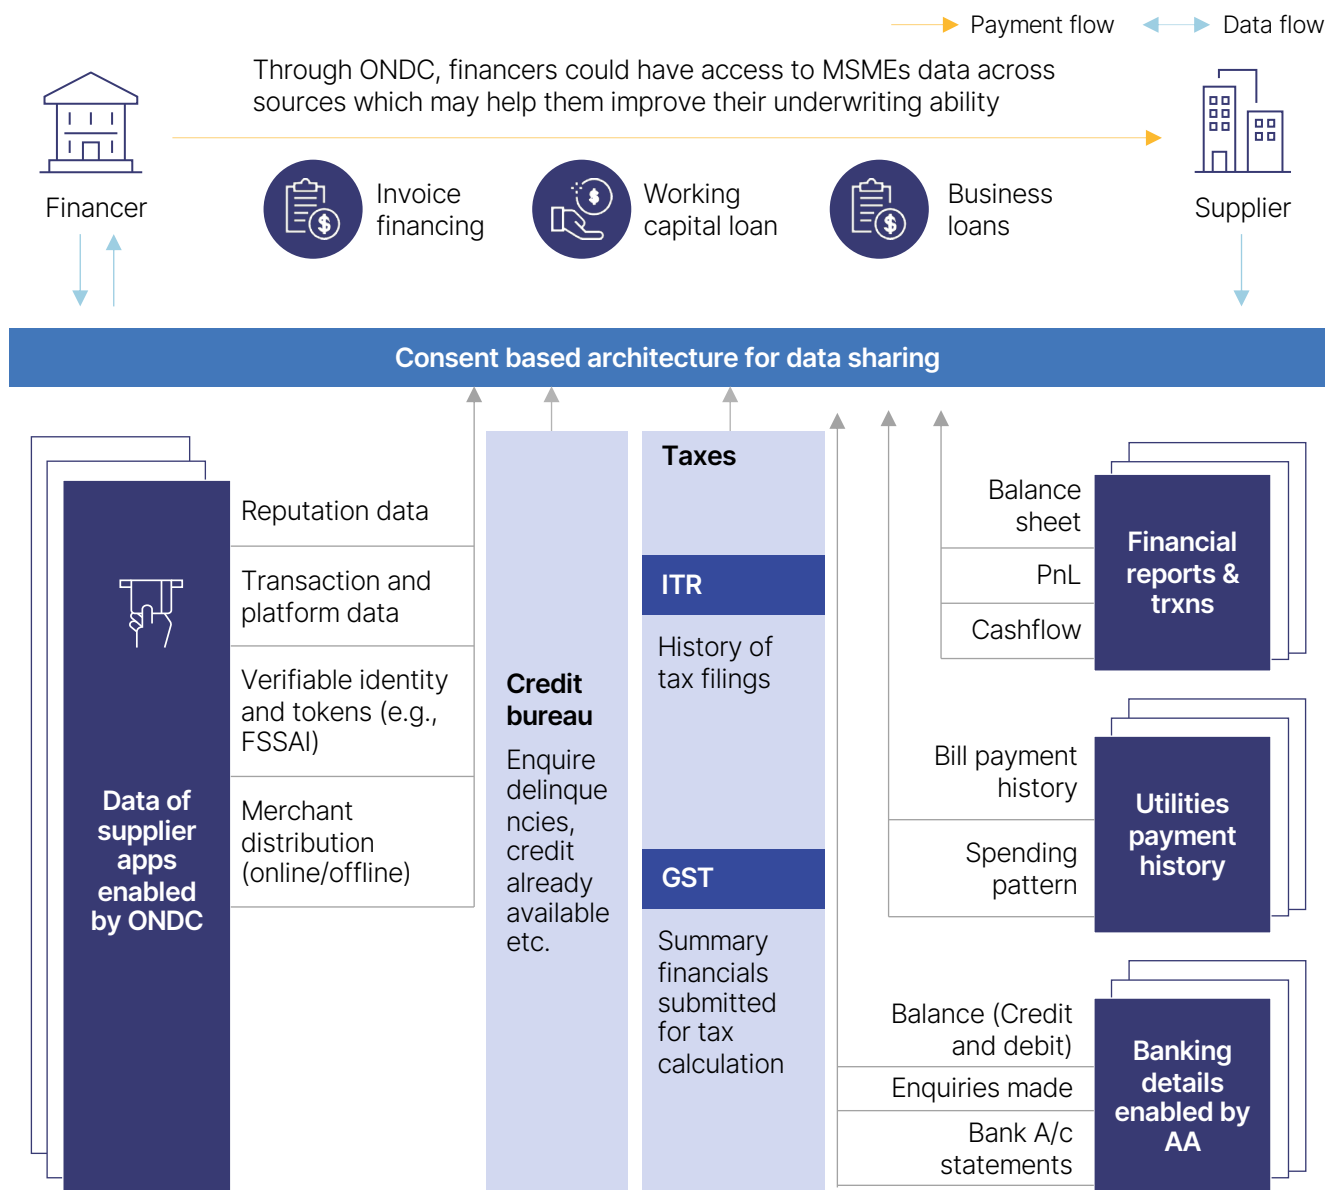 Payment flow
Data flow
Through ONDC, financers could have access to MSMEs data across
sources which may help them improve their underwriting ability
Financer
Invoice
financing
Working
capital loan
Business
loans
Supplier
Consent based architecture for data sharing
Data of
supplier
apps
enabled
by ONDC
Reputation data
Transaction and
platform data
Verifiable identity
and tokens (e.g.,
FSSAI)
Merchant
distribution
(online/offline)
Credit
bureau
Enquire
delinque
ncies,
credit
already
available
etc.
Taxes
ITR
History of
tax filings
GST
Summary
financials
submitted
for tax
calculation
Balance
sheet
PnL
Cashflow
Financial
reports &
trxns
Bill payment
history
Spending
pattern
Utilities
payment
history
Balance (Credit
and debit)
Enquiries made
Bank A/c
statements
Banking
details
enabled by
AA